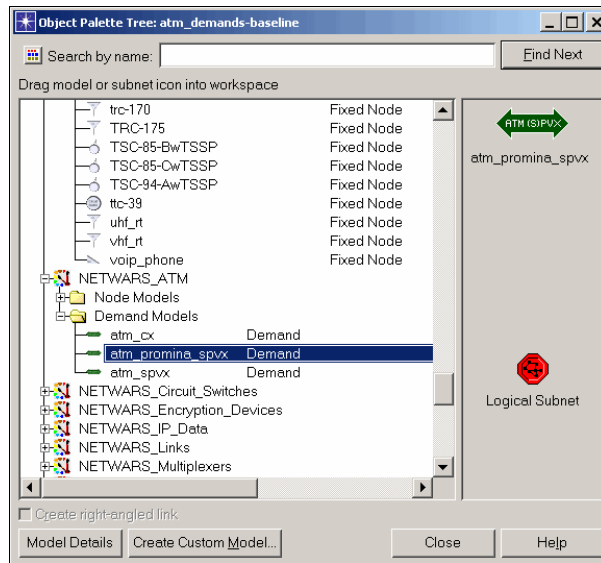 Object Palette Tree: atm_demands-baseline
Search by name:
Find Next
Drag model or subnet icon into workspace
trc-170 Fixed Node
TRC-175 Fixed Node
TSC-85-BwTSSP Fixed Node
TSC-85-CwTSSP Fixed Node
TSC-94-AwTSSP Fixed Node
ttc-39 Fixed Node
uhf_rt Fixed Node
vhf_rt Fixed Node
voip_phone Fixed Node
NETWARS_ATM
Node Models
Demand Models
atm_cx Demand
atm_promina_spvx Demand
atm_spvx Demand
NETWARS_Circuit_Switches
NETWARS_Encryption_Devices
NETWARS_IP_Data
NETWARS_Links
NETWARS_Multiplexers
ATM (S)PVX
atm_promina_spvx
Logical Subnet
Create right-angled link
Model Details
Create Custom Model...
Close
Help